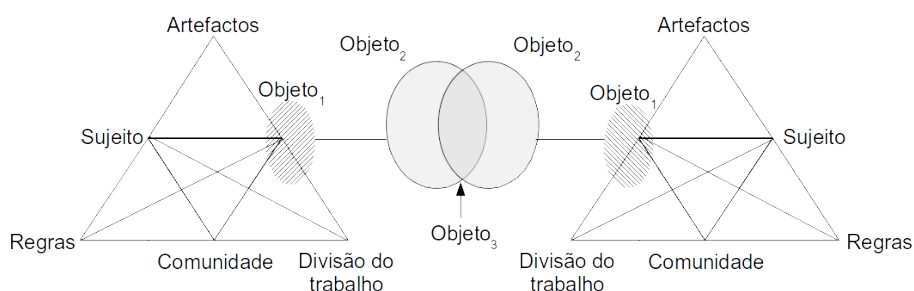 Artefactos
Artefactos
Objeto2
Objeto2
Objeto1
Objeto1
Sujeito
Sujeito
Regras
Objeto3
Regras
Comunidade
Divisão do
trabalho
Divisão do
trabalho
Comunidade